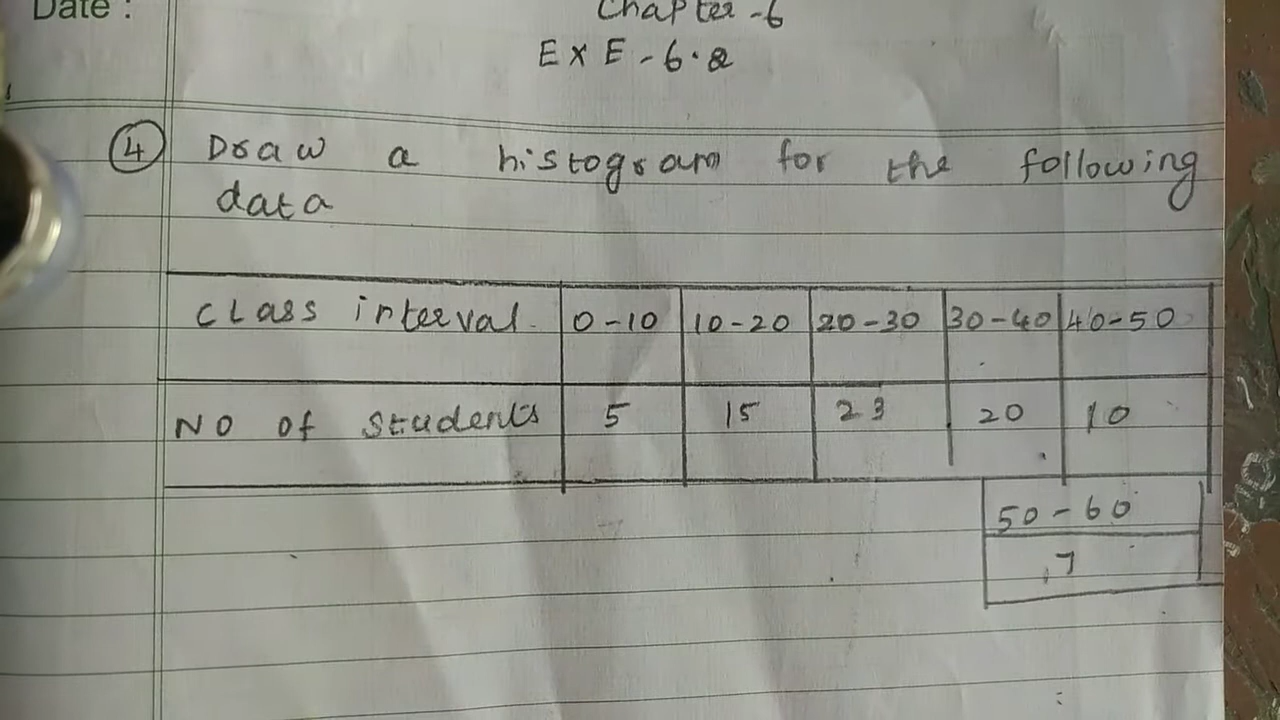 Date :
Chapter - 6
EXE - 6.2
4 Draw a histogram for the following
data
Class interval. 0-10 10-20 20-30 30-40 40-50
NO of students 5 15 23 20 10
50-60
7